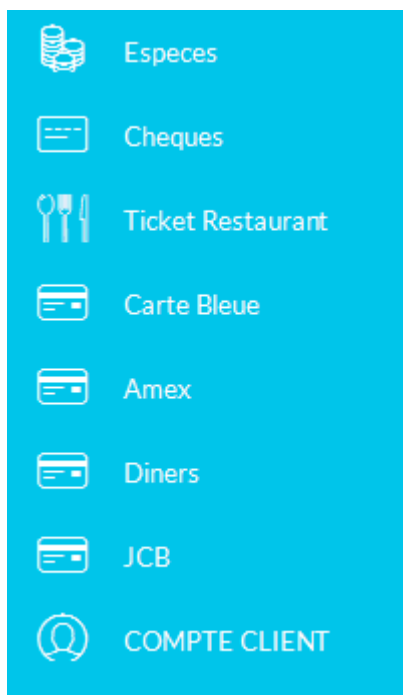 Especes
Cheques
Ticket Restaurant
Carte Bleue
Amex
Diners
JCB
COMPTE CLIENT